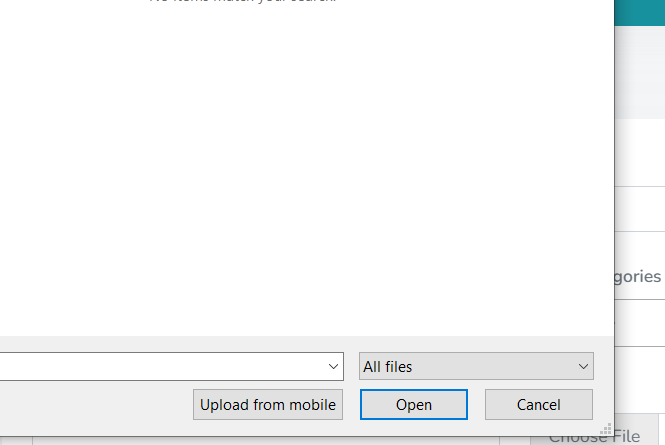 No items match your search.
gories
All files
Upload from mobile
Open
Cancel
Choose File